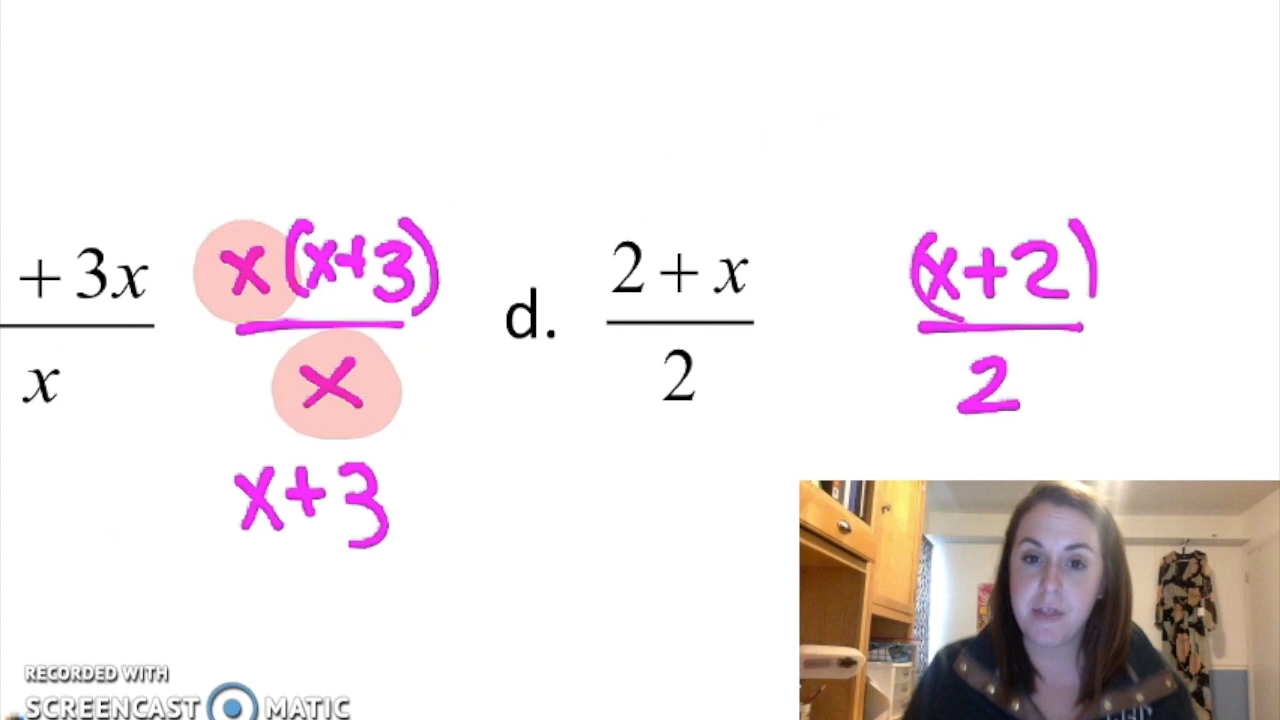 + 3x
x
x(x+3)
x
x+3
d.
2 + x
2
(x+2)
2
RECORDED WITH
SCREENCAST MATIC